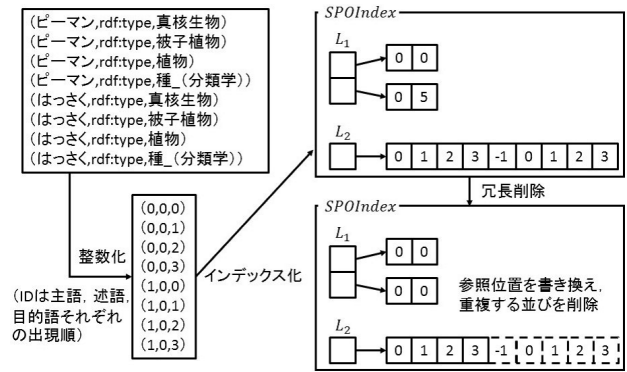 (ピーマン,rdf:type,真核生物)
(ピーマン,rdf:type,被子植物)
(ピーマン,rdf:type,植物)
(ピーマン,rdf:type,種_(分類学))
(はっさく,rdf:type,真核生物)
(はっさく,rdf:type,被子植物)
(はっさく,rdf:type,植物)
(はっさく,rdf:type,種_(分類学))
整数化
(IDは主語, 述語,
目的語それぞれ
の出現順)
(0,0,0)
(0,0,1)
(0,0,2)
(0,0,3)
(1,0,0)
(1,0,1)
(1,0,2)
(1,0,3)
インデックス化
SPOIndex
L1
0 0
0 5
L2
0 1 2 3 -1 0 1 2 3
冗長削除
SPOIndex
L1
0 0
0 0
参照位置を書き換え,
重複する並びを削除
L2
0 1 2 3 -1 0 1 2 3